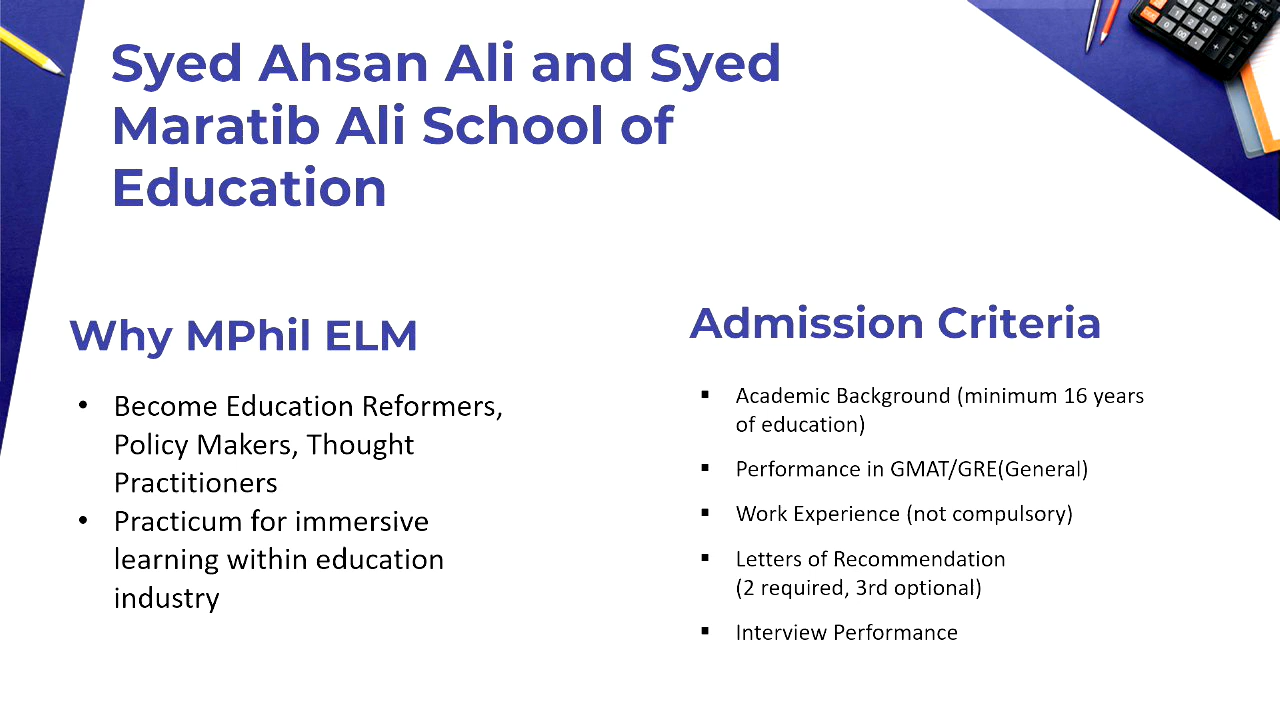 Syed Ahsan Ali and Syed
Maratib Ali School of
Education
Why MPhil ELM
• Become Education Reformers,
Policy Makers, Thought
Practitioners
• Practicum for immersive
learning within education
industry
Admission Criteria
▪ Academic Background (minimum 16 years
of education)
▪ Performance in GMAT/GRE(General)
▪ Work Experience (not compulsory)
▪ Letters of Recommendation
(2 required, 3rd optional)
▪ Interview Performance